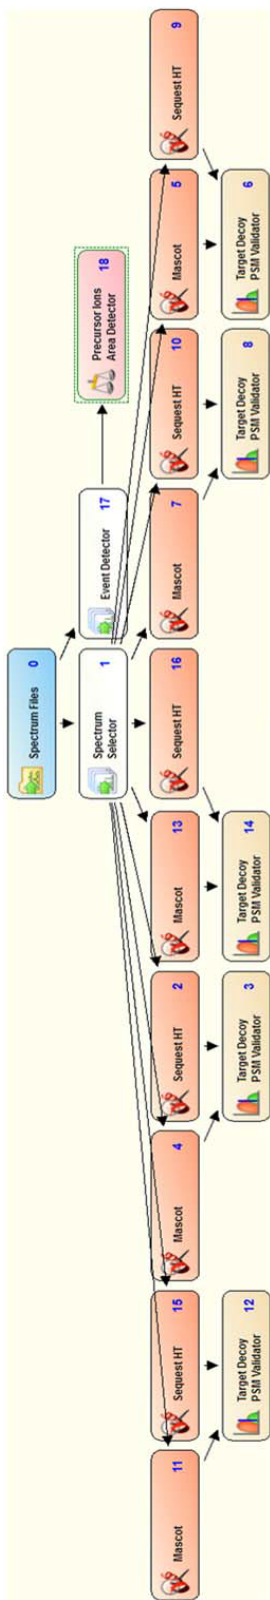 Spectrum Files
0
Event Detector
17
Precursor Ions
Area Detector
18
Spectrum
Selector
1
Mascot
11
Sequest HT
15
Mascot
4
Sequest HT
2
Mascot
13
Sequest HT
16
Mascot
7
Sequest HT
10
Mascot
5
Sequest HT
9
Target Decoy
PSM Validator
12
Target Decoy
PSM Validator
3
Target Decoy
PSM Validator
14
Target Decoy
PSM Validator
8
Target Decoy
PSM Validator
6